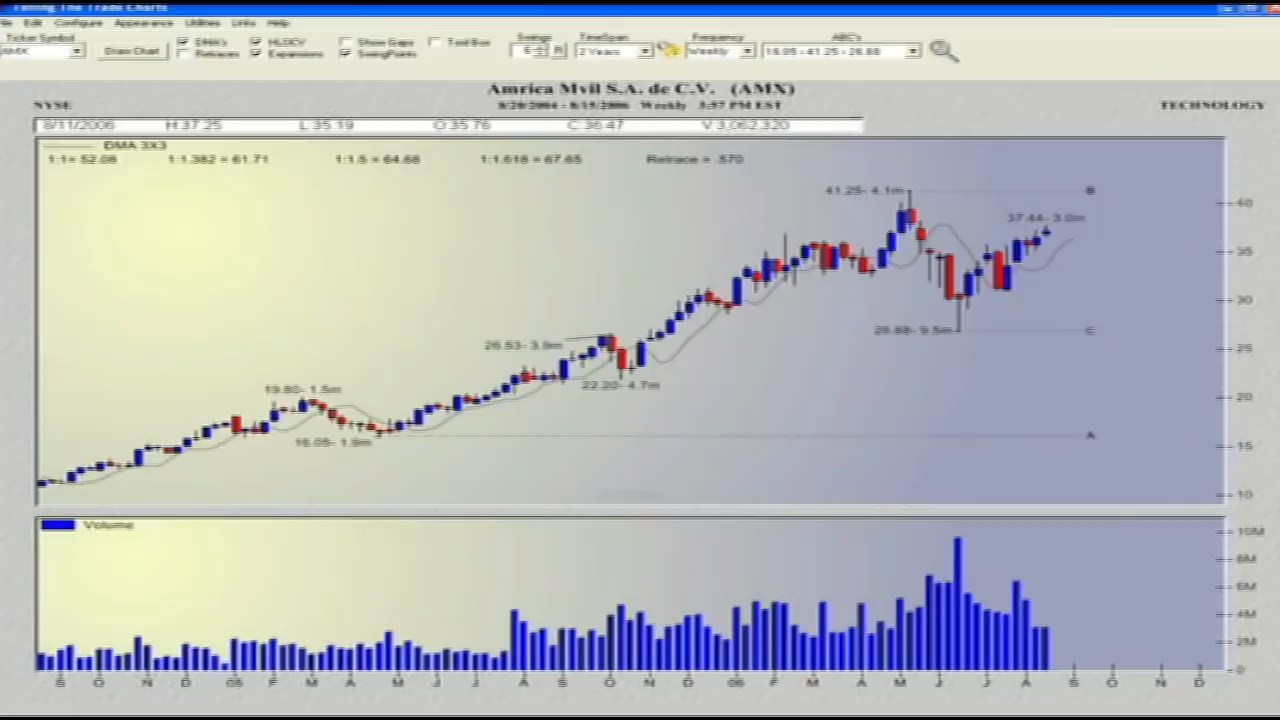 Timing The Trade Charts
File Edit Configure Appearance Utilities Links Help
Ticker Symbol Swings TimeSpan Frequency ABC's
AMX Draw Chart DMA's HLOCV Show Gaps Tool Box 6 R 2 Years Weekly 16.05 - 41.25 - 26.88
Retraces Expansions SwingPoints
Amrica Mvil S.A. de C.V. (AMX)
NYSE 8/20/2004 - 8/15/2006 Weekly 3:57 PM EST TECHNOLOGY
8/11/2006 H 37.25 L 35.19 O 35.76 C 36.47 V 3,062,320
DMA 3X3
1:1= 52.08 1:1.382 = 61.71 1:1.5 = 64.68 1:1.618 = 67.65 Retrace = .570
41.25- 4.1m B
40
37.44- 3.0m
35
30
26.88- 9.5m C
26.53- 3.9m 25
22.20- 4.7m
19.80- 1.5m 20
16.05- 1.9m A
15
10
Volume
10M
8M
6M
4M
2M
0
S O N D 05 F M A M J J A S O N D 06 F M A M J J A S O N D